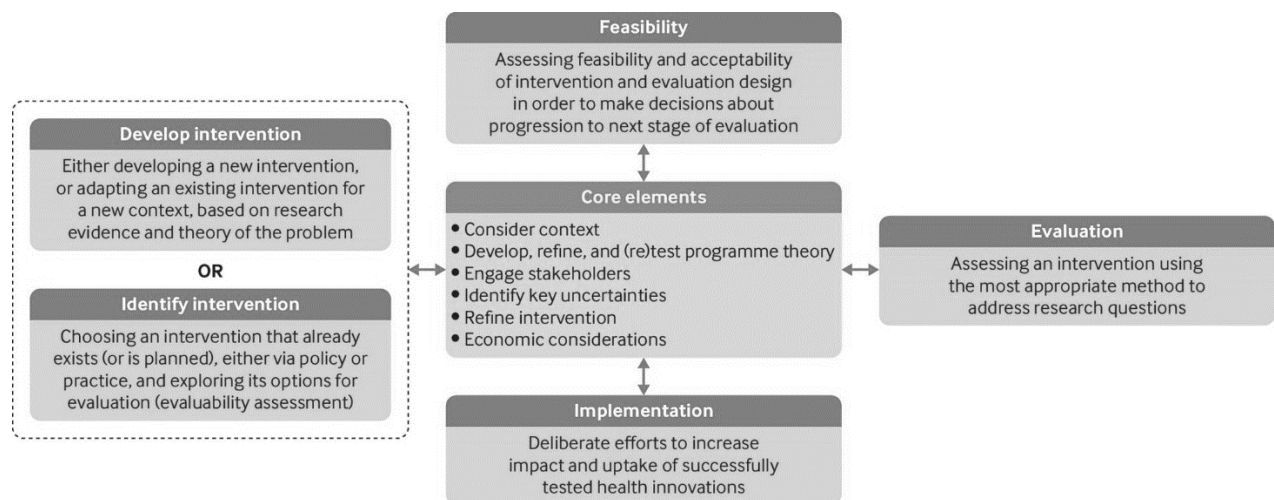 Feasibility
Assessing feasibility and acceptability
of intervention and evaluation design
in order to make decisions about
progression to next stage of evaluation
Develop intervention
Either developing a new intervention,
or adapting an existing intervention for
a new context, based on research
evidence and theory of the problem
OR
Identify intervention
Choosing an intervention that already
exists (or is planned), either via policy or
practice, and exploring its options for
evaluation (evaluability assessment)
Core elements
• Consider context
• Develop, refine, and (re)test programme theory
• Engage stakeholders
• Identify key uncertainties
• Refine intervention
• Economic considerations
Evaluation
Assessing an intervention using
the most appropriate method to
address research questions
Implementation
Deliberate efforts to increase
impact and uptake of successfully
tested health innovations